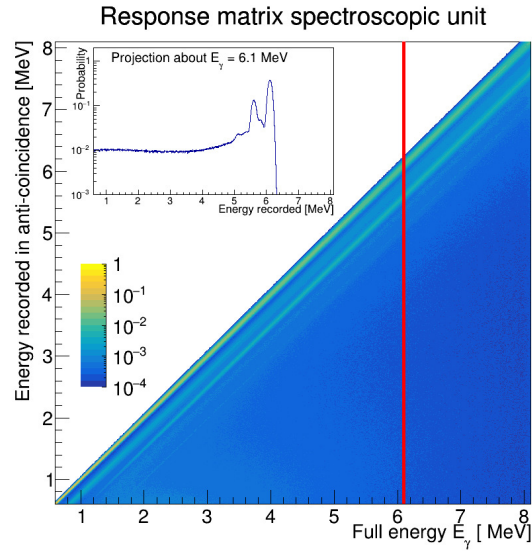 Response matrix spectroscopic unit
Energy recorded in anti-coincidence [MeV]
8
7
6
5
4
3
2
1
Probability
1
10⁻¹
10⁻²
10⁻³
Projection about Eᵧ = 6.1 MeV
1 2 3 4 5 6 7 8
Energy recorded [MeV]
1
10⁻¹
10⁻²
10⁻³
10⁻⁴
1 2 3 4 5 6 7 8
Full energy Eᵧ [ MeV]